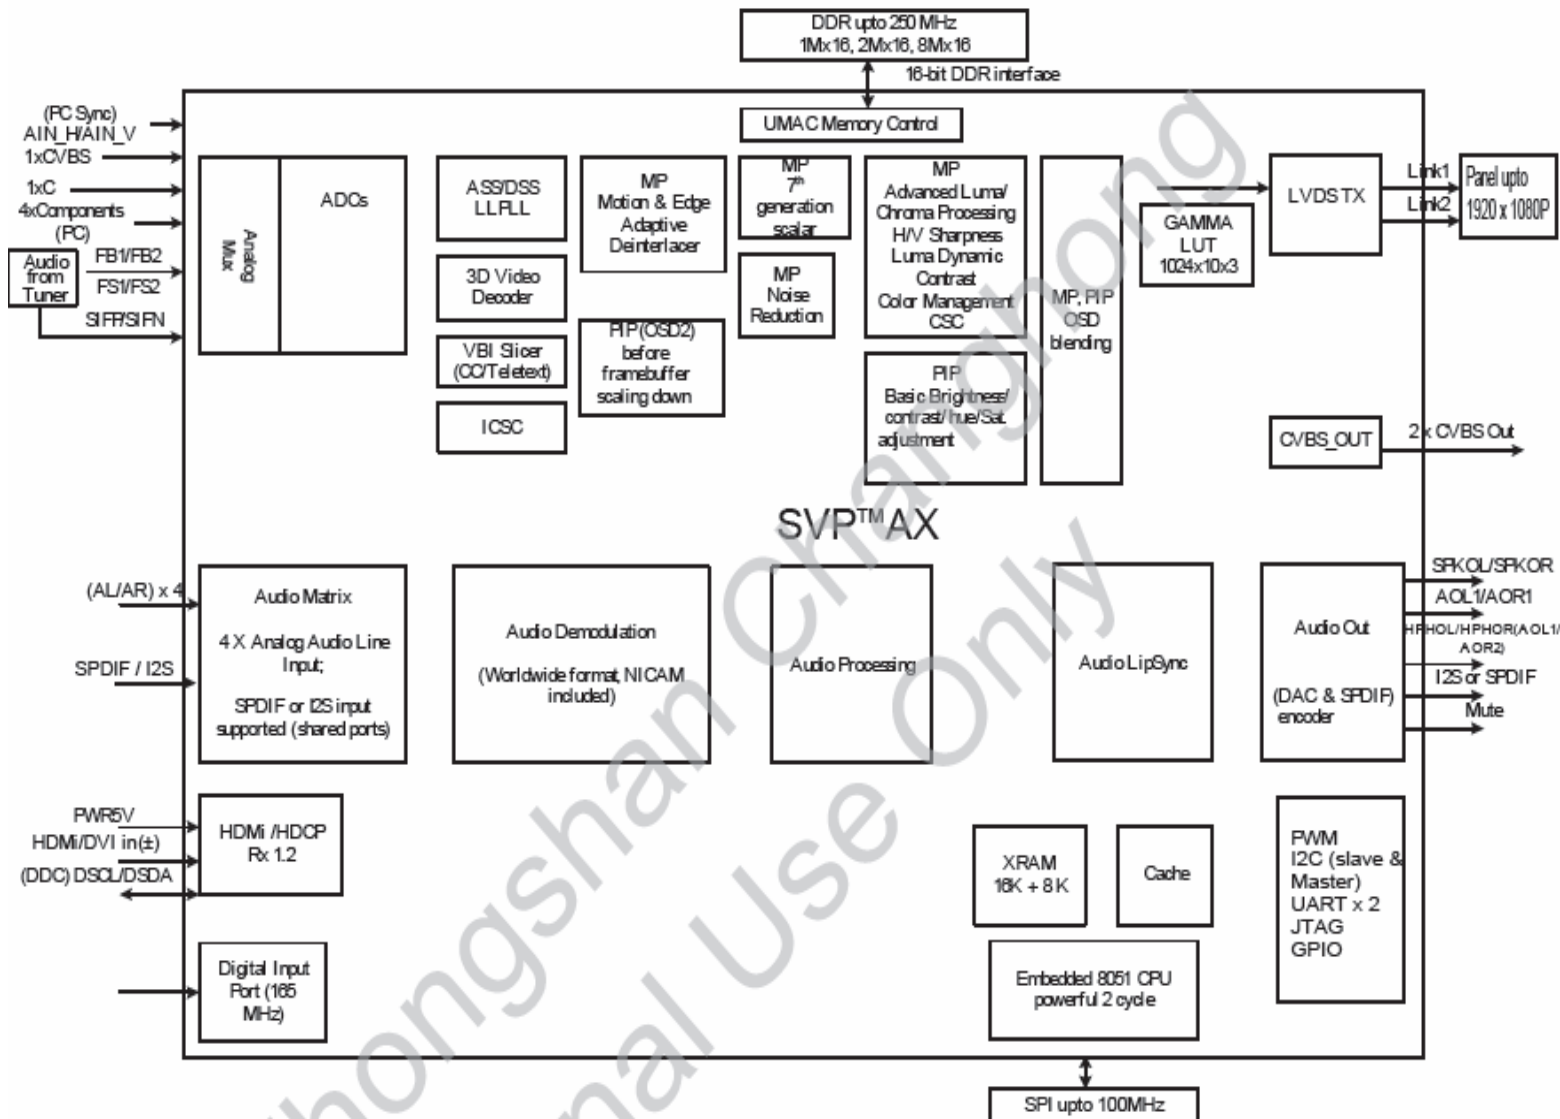 DDR upto 250 MHz
1Mx16, 2Mx16, 8Mx16
16-bit DDR interface
UMAC Memory Control
(PC Sync)
AIN_H/AIN_V
1xCVBS
1xC
4xComponents
(PC)
Audio
from
Tuner
FB1/FB2
FS1/FS2
SIFP/SIFN
Analog
Mux
ADCs
ASS/DSS
LLPLL
3D Video
Decoder
VBI Slicer
(CC/Teletext)
ICSC
MP
Motion & Edge
Adaptive
Deinterlacer
PIP(OSD2)
before
framebuffer
scaling down
MP
7th
generation
scalar
MP
Noise
Reduction
MP
Advanced Luma/
Chroma Processing
H/V Sharpness
Luma Dynamic
Contrast
Color Management
CSC
PIP
Basic Brightness/
contrast/hue/Sat.
adjustment
MP, PIP
OSD
blending
GAMMA
LUT
1024x10x3
LVDS TX
Link1
Link2
Panel upto
1920 x 1080P
CVBS_OUT
2 x CVBS Out
SVP™AX
(AL/AR) x 4
SPDIF / I2S
Audio Matrix
4 X Analog Audio Line
Input;
SPDIF or I2S input
supported (shared ports)
Audio Demodulation
(Worldwide format, NICAM
included)
Audio Processing
Audio LipSync
Audio Out
(DAC & SPDIF)
encoder
SPKOL/SPKOR
AOL1/AOR1
HPHOL/HPHOR(AOL1/
AOR2)
I2S or SPDIF
Mute
PWR5V
HDMi/DVI in(±)
(DDC) DSCL/DSDA
HDMi /HDCP
Rx 1.2
Digital Input
Port (165
MHz)
XRAM
16K + 8K
Cache
Embedded 8051 CPU
powerful 2 cycle
PWM
I2C (slave &
Master)
UART x 2
JTAG
GPIO
SPI upto 100MHz
hongshan Changhong
nal Use Only